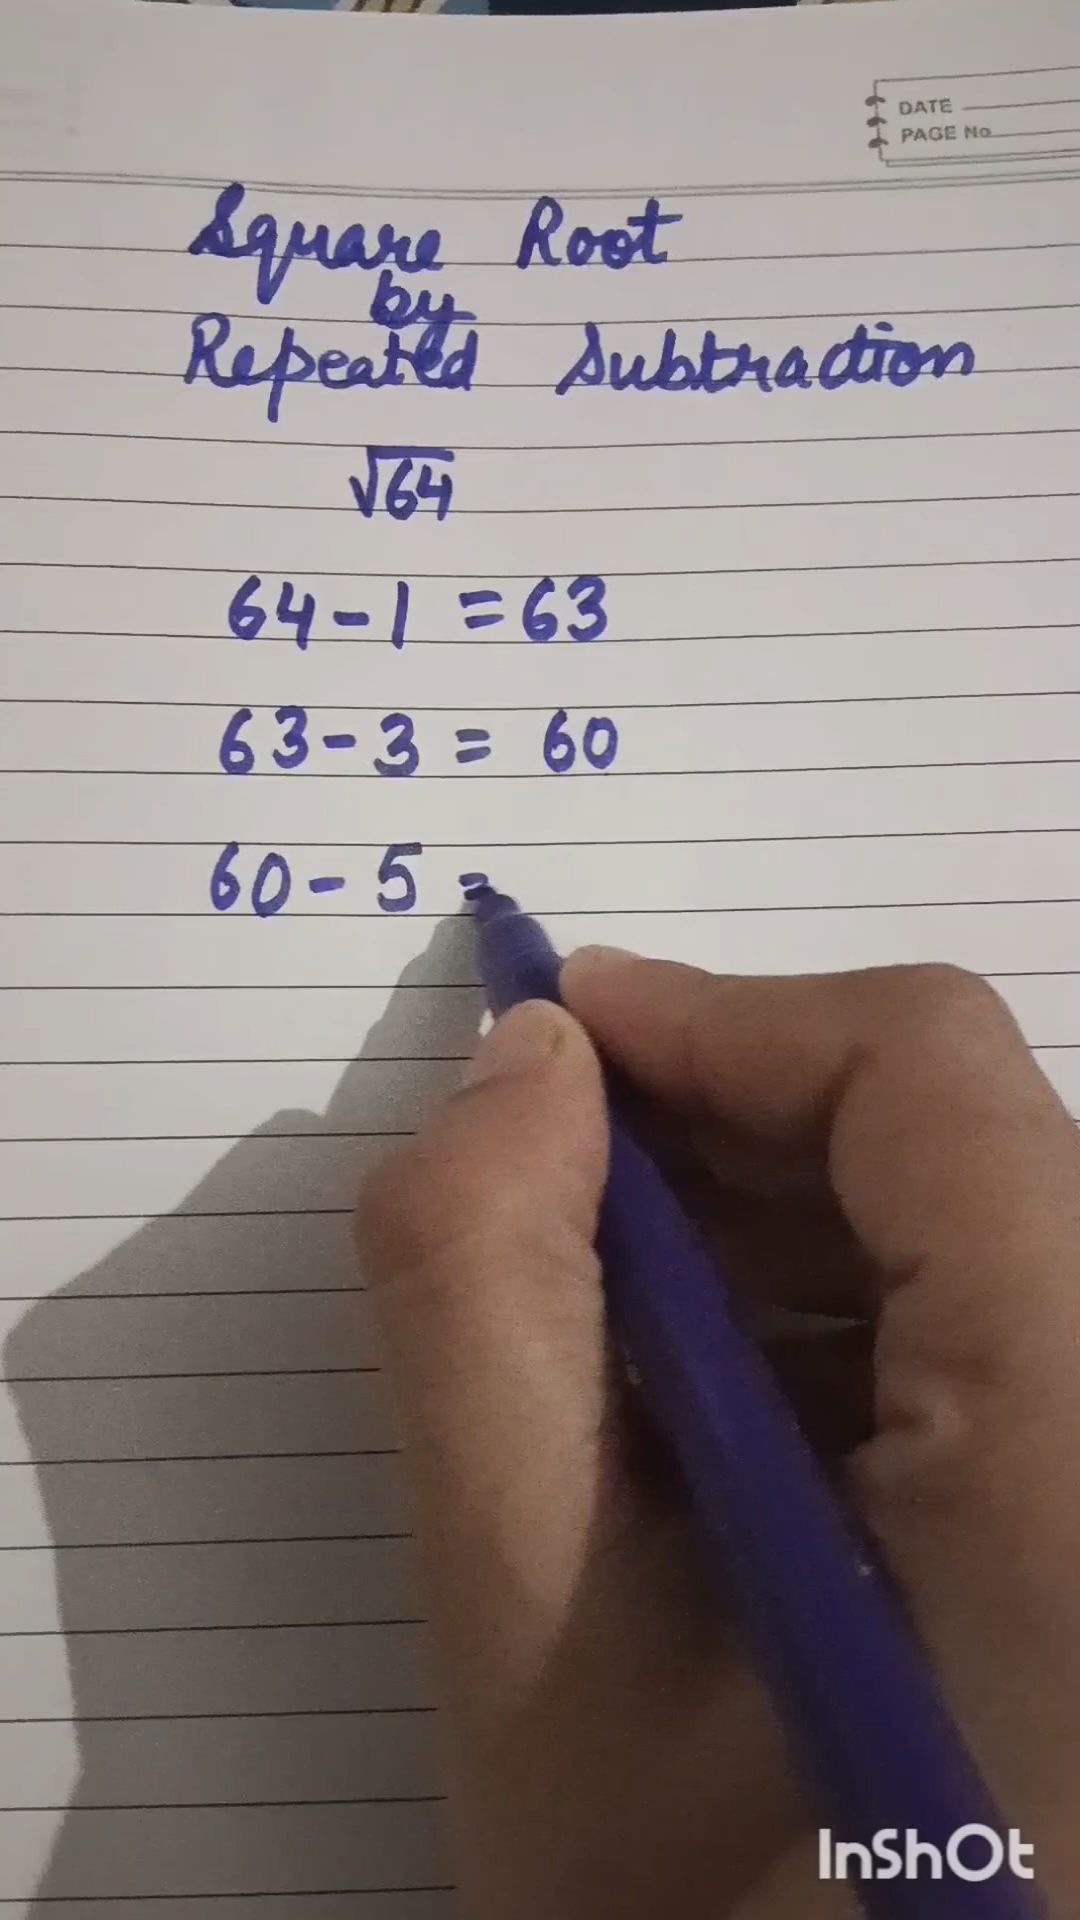 DATE
PAGE No
Square Root
by
Repeated Subtraction
√64
64 - 1 = 63
63 - 3 = 60
60 - 5 =
InShOt